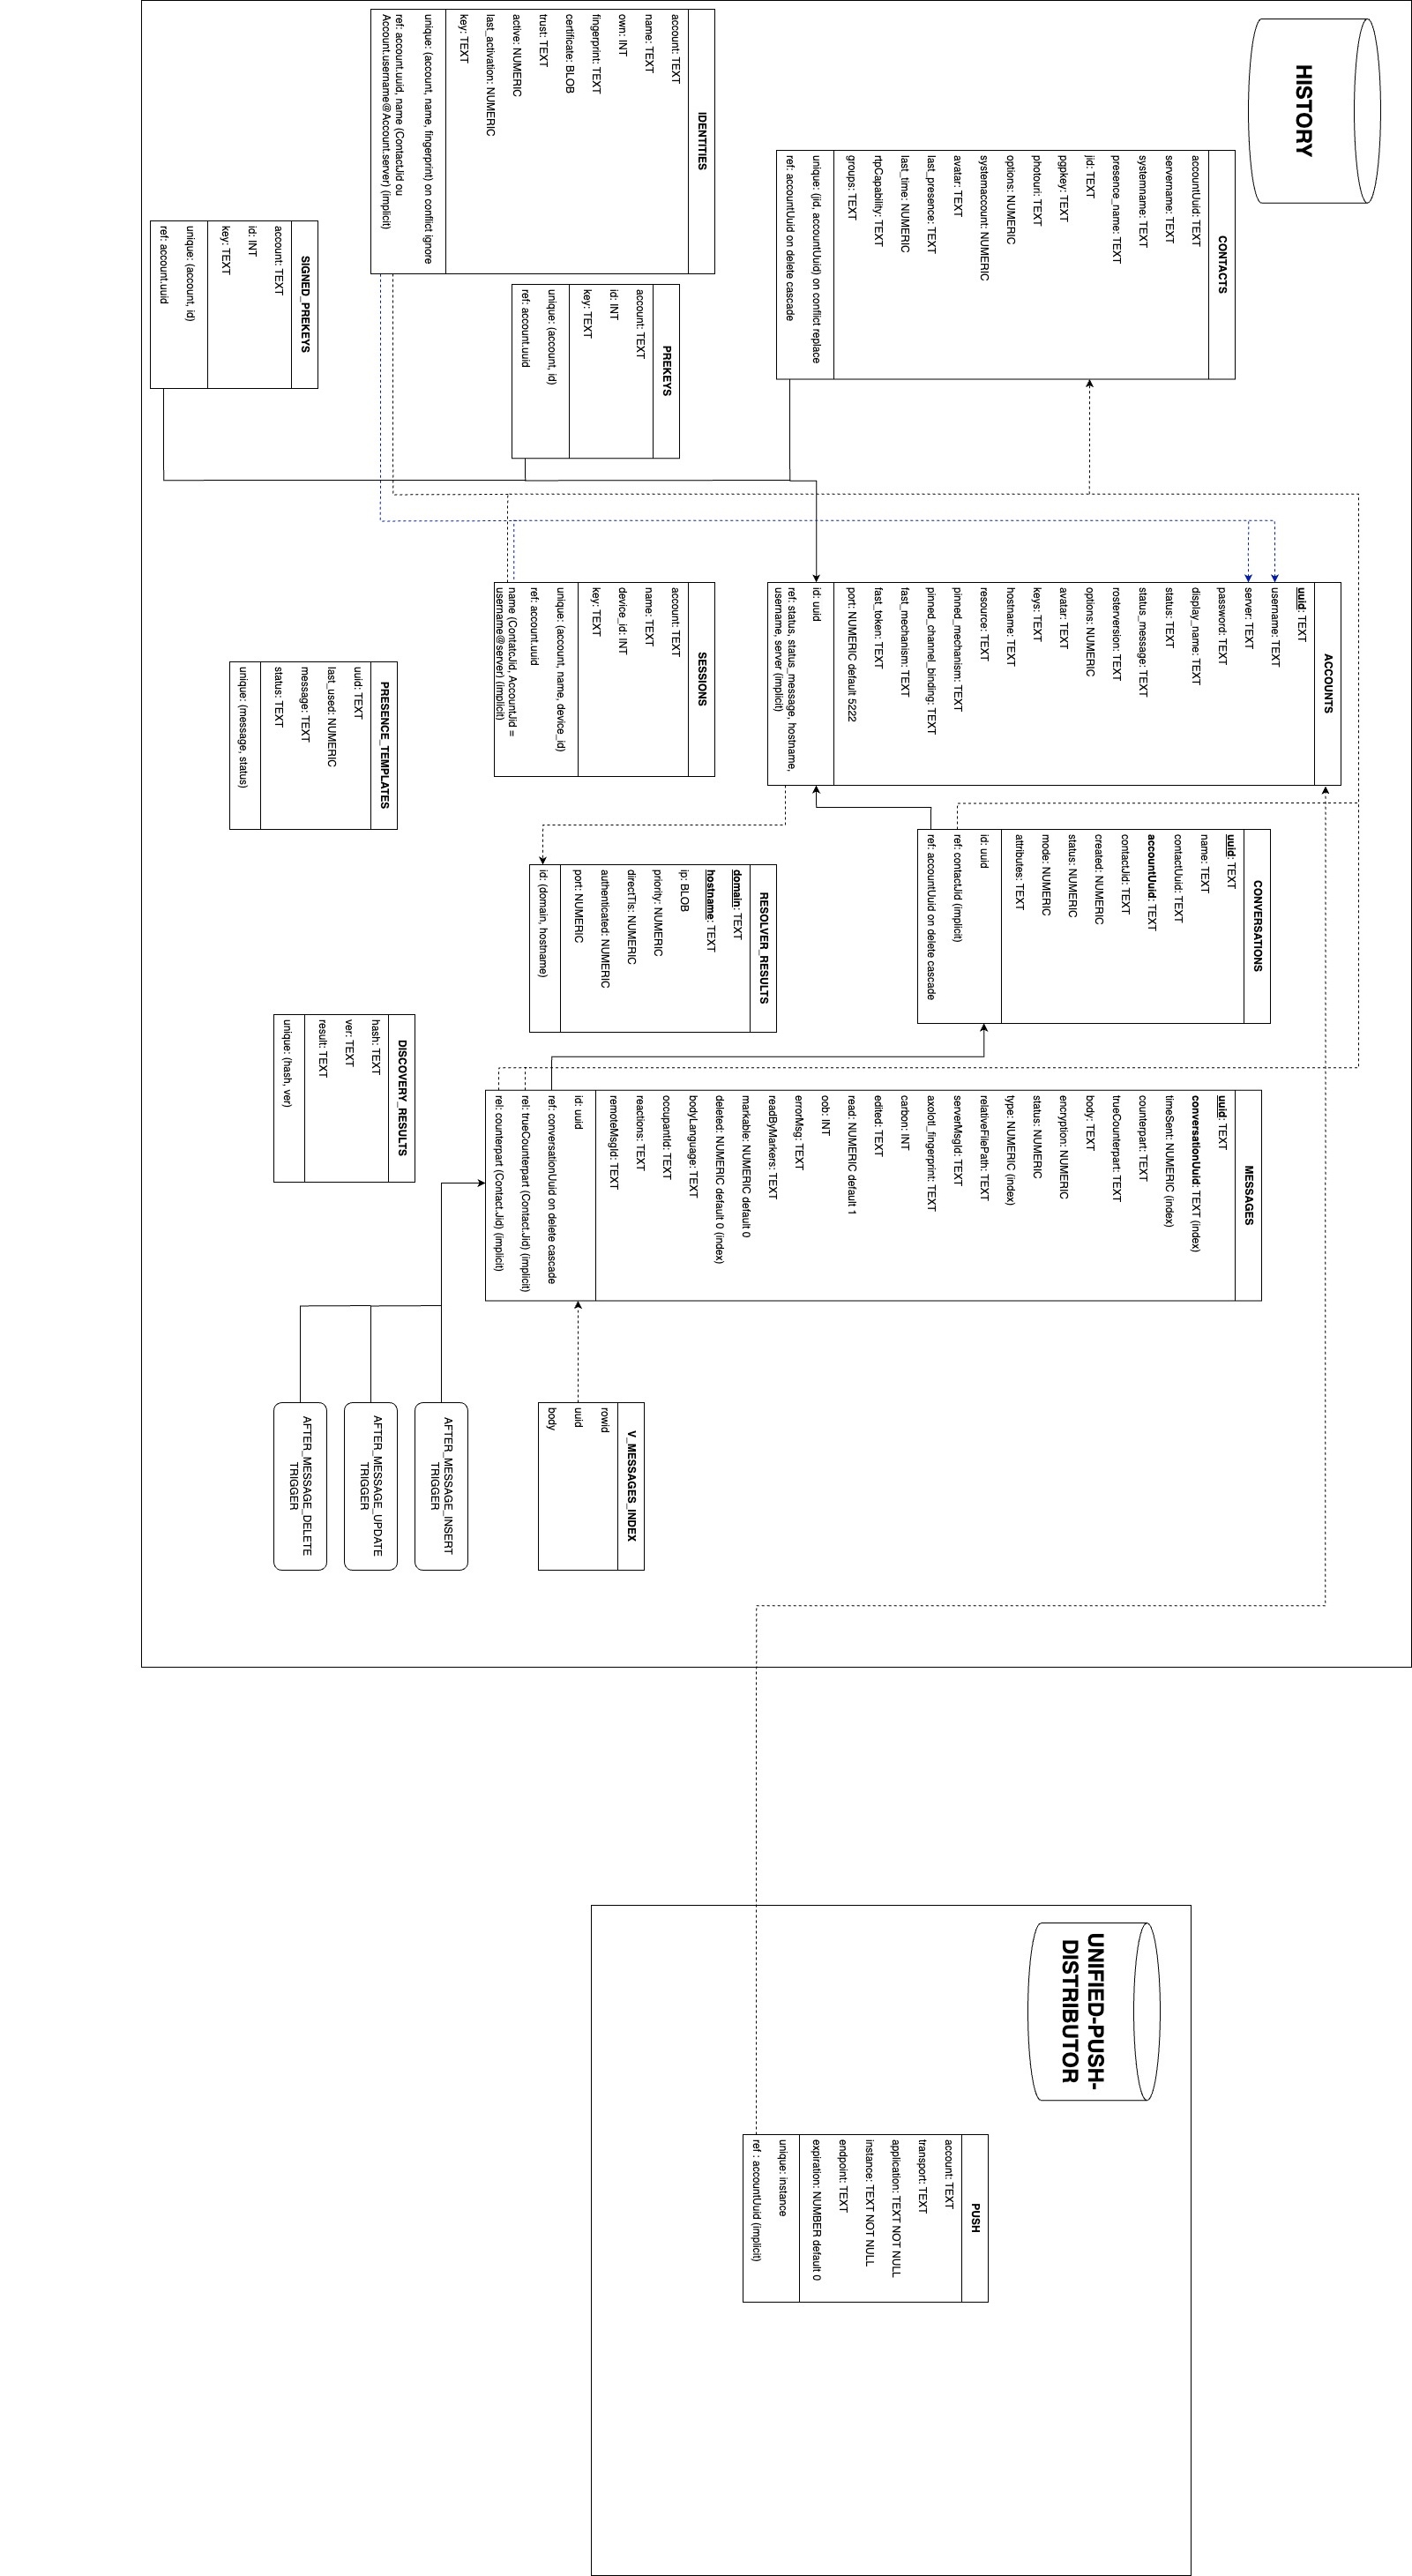 HISTORY
CONTACTS
accountUuid: TEXT
servername: TEXT
systemname: TEXT
presence_name: TEXT
jid: TEXT
pgpkey: TEXT
photouri: TEXT
options: NUMERIC
systemaccount: NUMERIC
avatar: TEXT
last_presence: TEXT
last_time: NUMERIC
rtpCapability: TEXT
groups: TEXT
unique: (jid, accountUuid) on conflict replace
ref: accountUuid on delete cascade
IDENTITIES
account: TEXT
name: TEXT
own: INT
fingerprint: TEXT
certificate: BLOB
trust: TEXT
active: NUMERIC
last_activation: NUMERIC
key: TEXT
unique: (account, name, fingerprint) on conflict ignore
ref: account.uuid, name (ContactJid ou
Account.username@Account.server) (implicit)
PREKEYS
account: TEXT
id: INT
key: TEXT
unique: (account, id)
ref: account.uuid
SIGNED_PREKEYS
account: TEXT
id: INT
key: TEXT
unique: (account, id)
ref: account.uuid
ACCOUNTS
uuid: TEXT
username: TEXT
server: TEXT
password: TEXT
display_name: TEXT
status: TEXT
status_message: TEXT
rosterversion: TEXT
options: NUMERIC
avatar: TEXT
keys: TEXT
hostname: TEXT
resource: TEXT
pinned_mechanism: TEXT
pinned_channel_binding: TEXT
fast_mechanism: TEXT
fast_token: TEXT
port: NUMERIC default 5222
id: uuid
ref: status, status_message, hostname,
username, server (implicit)
SESSIONS
account: TEXT
name: TEXT
device_id: INT
key: TEXT
unique: (account, name, device_id)
ref: account.uuid
name (ContatcJid, AccountJid =
username@server) (implicit)
PRESENCE_TEMPLATES
uuid: TEXT
last_used: NUMERIC
message: TEXT
status: TEXT
unique: (message, status)
CONVERSATIONS
uuid: TEXT
name: TEXT
contactUuid: TEXT
accountUuid: TEXT
contactJid: TEXT
created: NUMERIC
status: NUMERIC
mode: NUMERIC
attributes: TEXT
id: uuid
ref: contactJid (implicit)
ref: accountUuid on delete cascade
RESOLVER_RESULTS
domain: TEXT
hostname: TEXT
ip: BLOB
priority: NUMERIC
directTls: NUMERIC
authenticated: NUMERIC
port: NUMERIC
id: (domain, hostname)
DISCOVERY_RESULTS
hash: TEXT
ver: TEXT
result: TEXT
unique: (hash, ver)
MESSAGES
uuid: TEXT
conversationUuid: TEXT (index)
timeSent: NUMERIC (index)
counterpart: TEXT
trueCounterpart: TEXT
body: TEXT
encryption: NUMERIC
status: NUMERIC
type: NUMERIC (index)
relativeFilePath: TEXT
serverMsgId: TEXT
axolotl_fingerprint: TEXT
carbon: INT
edited: TEXT
read: NUMERIC default 1
oob: INT
errorMsg: TEXT
readByMarkers: TEXT
markable: NUMERIC default 0
deleted: NUMERIC default 0 (index)
bodyLanguage: TEXT
occupantId: TEXT
reactions: TEXT
remoteMsgId: TEXT
id: uuid
ref: conversationUuid on delete cascade
rel: trueCounterpart (Contact.Jid) (implicit)
rel: counterpart (Contact.Jid) (implicit)
V_MESSAGES_INDEX
rowid
uuid
body
AFTER_MESSAGE_INSERT
TRIGGER
AFTER_MESSAGE_UPDATE
TRIGGER
AFTER_MESSAGE_DELETE
TRIGGER
UNIFIED-PUSH-
DISTRIBUTOR
PUSH
account: TEXT
transport: TEXT
application: TEXT NOT NULL
instance: TEXT NOT NULL
endpoint: TEXT
expiration: NUMBER default 0
unique: instance
ref : accountUuid (implicit)